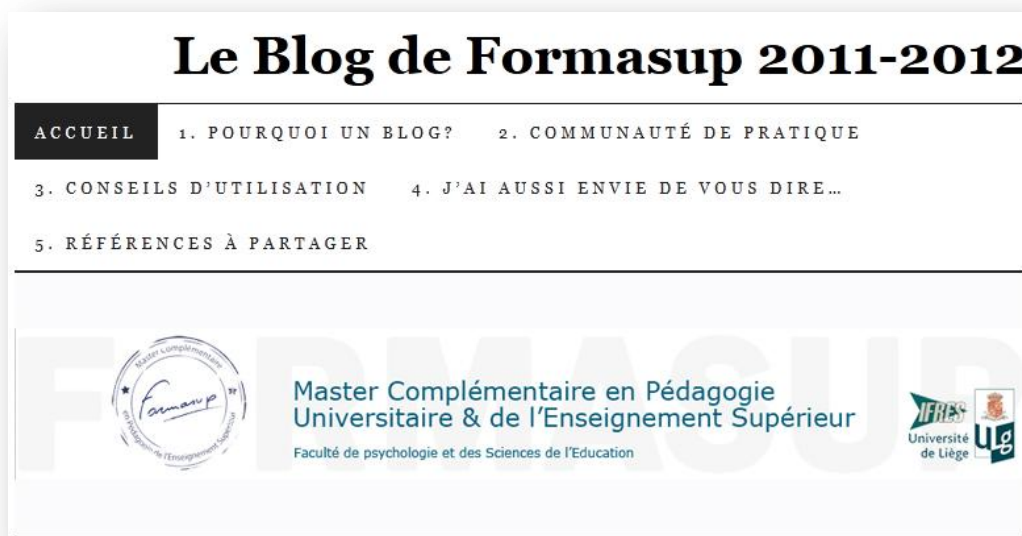 Le Blog de Formasup 2011-2012
ACCUEIL 1. POURQUOI UN BLOG? 2. COMMUNAUTÉ DE PRATIQUE
3. CONSEILS D'UTILISATION 4. J'AI AUSSI ENVIE DE VOUS DIRE…
5. RÉFÉRENCES À PARTAGER
FORMASUP
Master Complémentaire
Formasup
en Pédagogie de l'Enseignement Supérieur
Master Complémentaire en Pédagogie
Universitaire & de l'Enseignement Supérieur
Faculté de psychologie et des Sciences de l'Education
IFRES
Université
de Liège
ULg